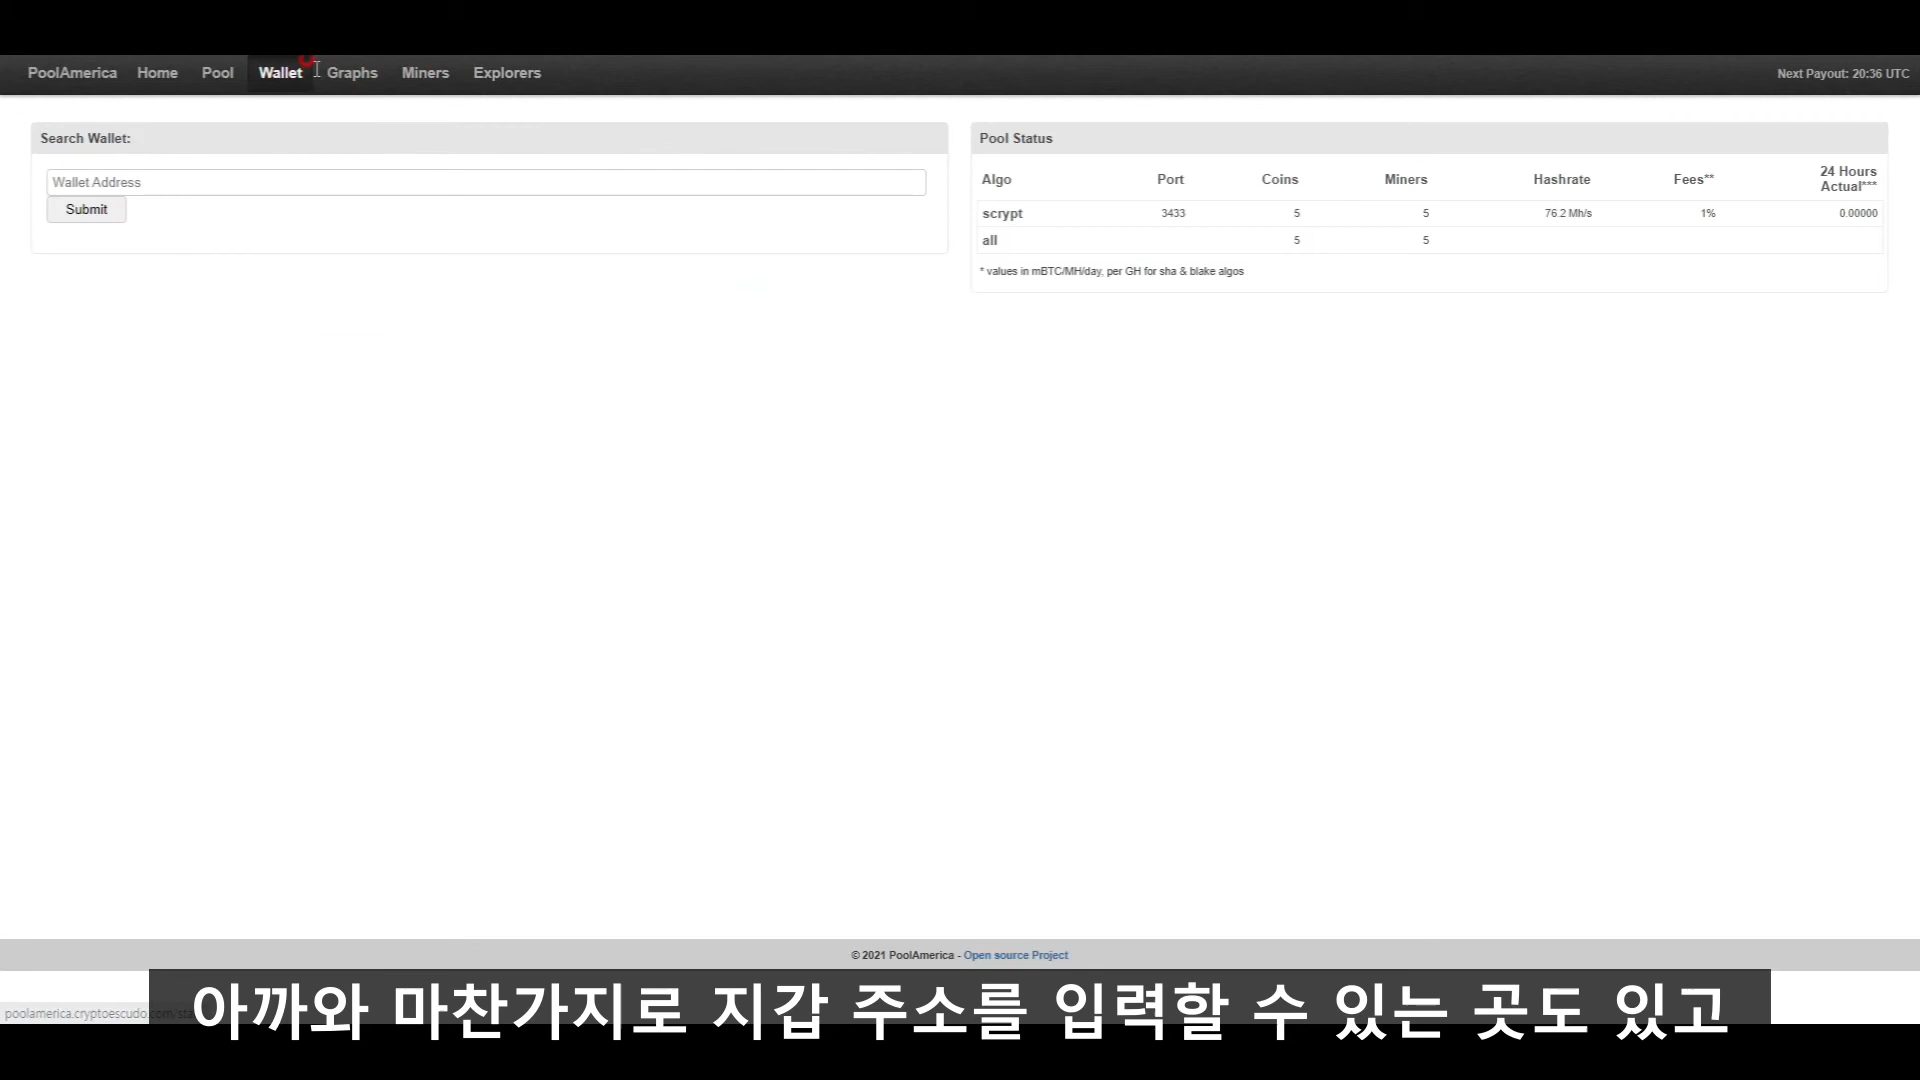 PoolAmerica Home Pool Wallet Graphs Miners Explorers Next Payout: 20:36 UTC
Search Wallet:
Wallet Address
Submit
Pool Status
Algo Port Coins Miners Hashrate Fees** 24 Hours Actual***
scrypt 3433 5 5 76.2 Mh/s 1% 0.00000
all 5 5
* values in mBTC/MH/day, per GH for sha & blake algos
© 2021 PoolAmerica - Open source Project
poolamerica.cryptoescudo.com/sta
아까와 마찬가지로 지갑 주소를 입력할 수 있는 곳도 있고